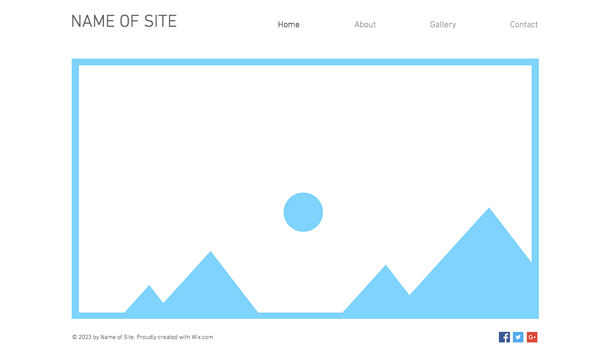 NAME OF SITE
Home About Gallery Contact
© 2023 by Name of Site. Proudly created with Wix.com
f G+